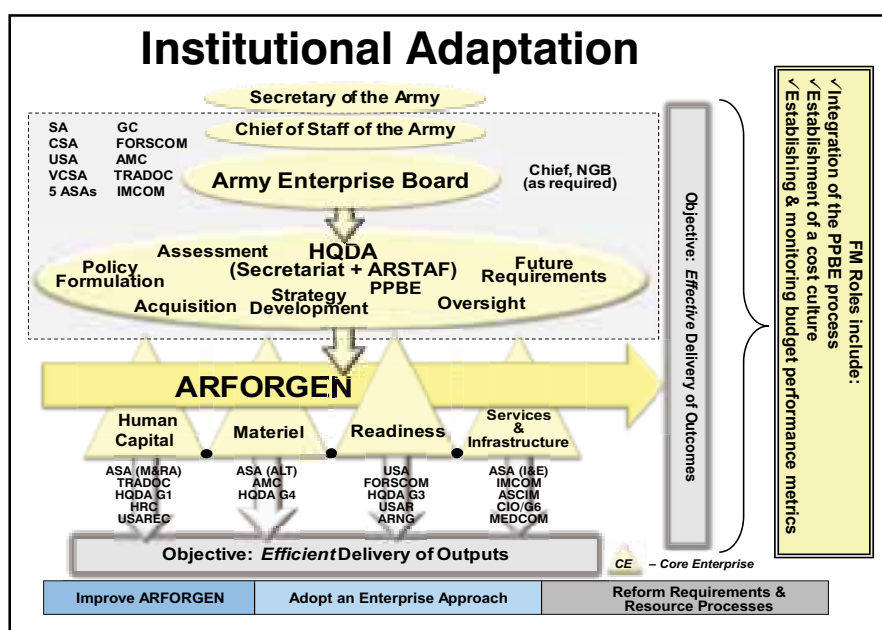 Institutional Adaptation
Secretary of the Army
Chief of Staff of the Army
SA GC
CSA FORSCOM
USA AMC
VCSA TRADOC
5 ASAs IMCOM
Army Enterprise Board
Chief, NGB
(as required)
HQDA
(Secretariat + ARSTAF)
PPBE
Assessment
Policy
Formulation
Acquisition
Strategy
Development
Oversight
Future
Requirements
ARFORGEN
Human
Capital
Materiel
Readiness
Services
&
Infrastructure
ASA (M&RA)
TRADOC
HQDA G1
HRC
USAREC
ASA (ALT)
AMC
HQDA G4
USA
FORSCOM
HQDA G3
USAR
ARNG
ASA (I&E)
IMCOM
ASCIM
CIO/G6
MEDCOM
Objective: Efficient Delivery of Outputs
Objective: Effective Delivery of Outcomes
FM Roles include:
✓Integration of the PPBE process
✓Establishment of a cost culture
✓Establishing & monitoring budget performance metrics
CE – Core Enterprise
Improve ARFORGEN
Adopt an Enterprise Approach
Reform Requirements &
Resource Processes